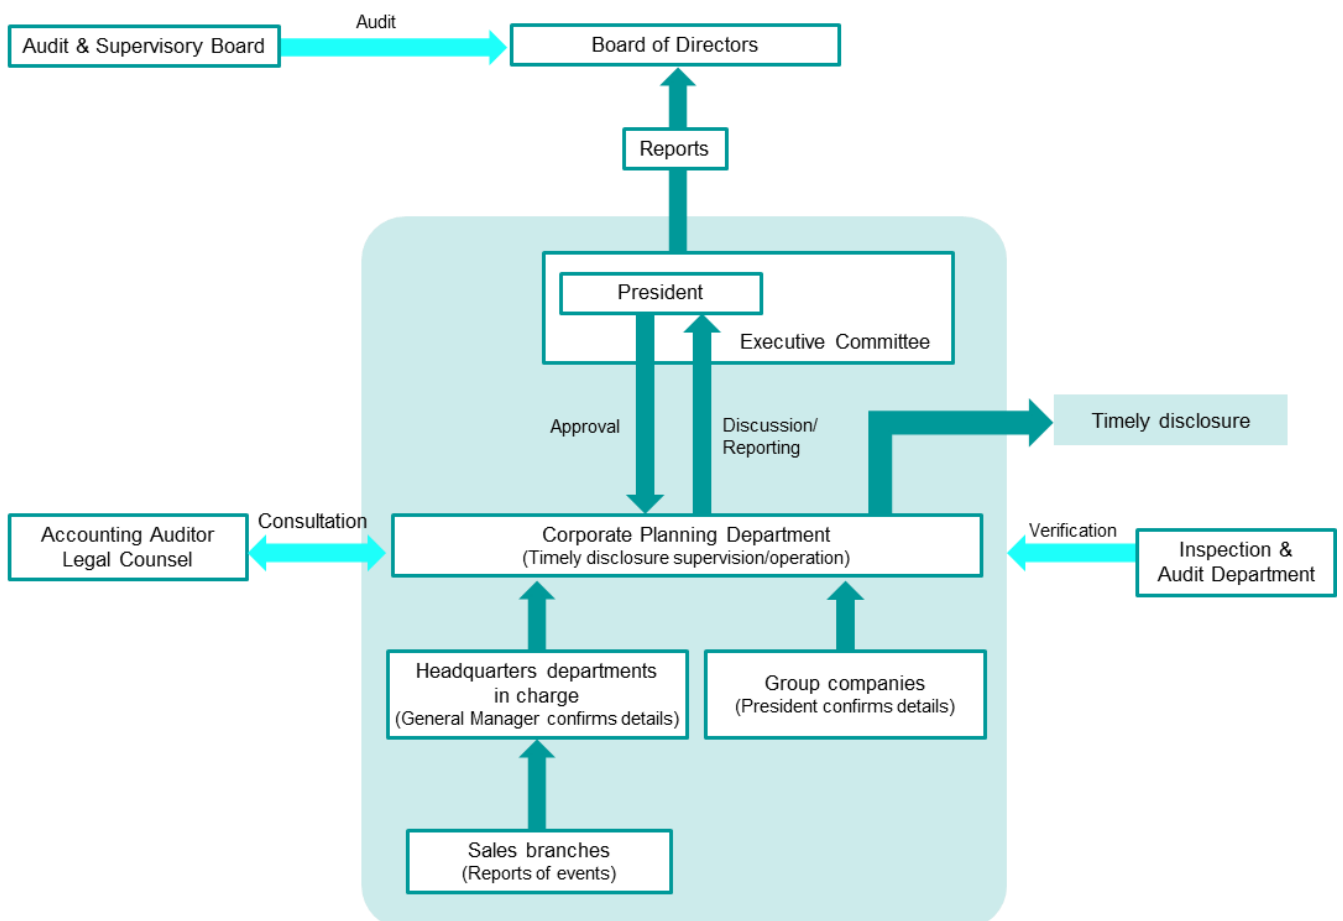 Audit
Audit & Supervisory Board
Board of Directors
Reports
President
Executive Committee
Approval
Discussion/
Reporting
Timely disclosure
Accounting Auditor
Legal Counsel
Consultation
Corporate Planning Department
(Timely disclosure supervision/operation)
Verification
Inspection &
Audit Department
Headquarters departments
in charge
(General Manager confirms details)
Group companies
(President confirms details)
Sales branches
(Reports of events)